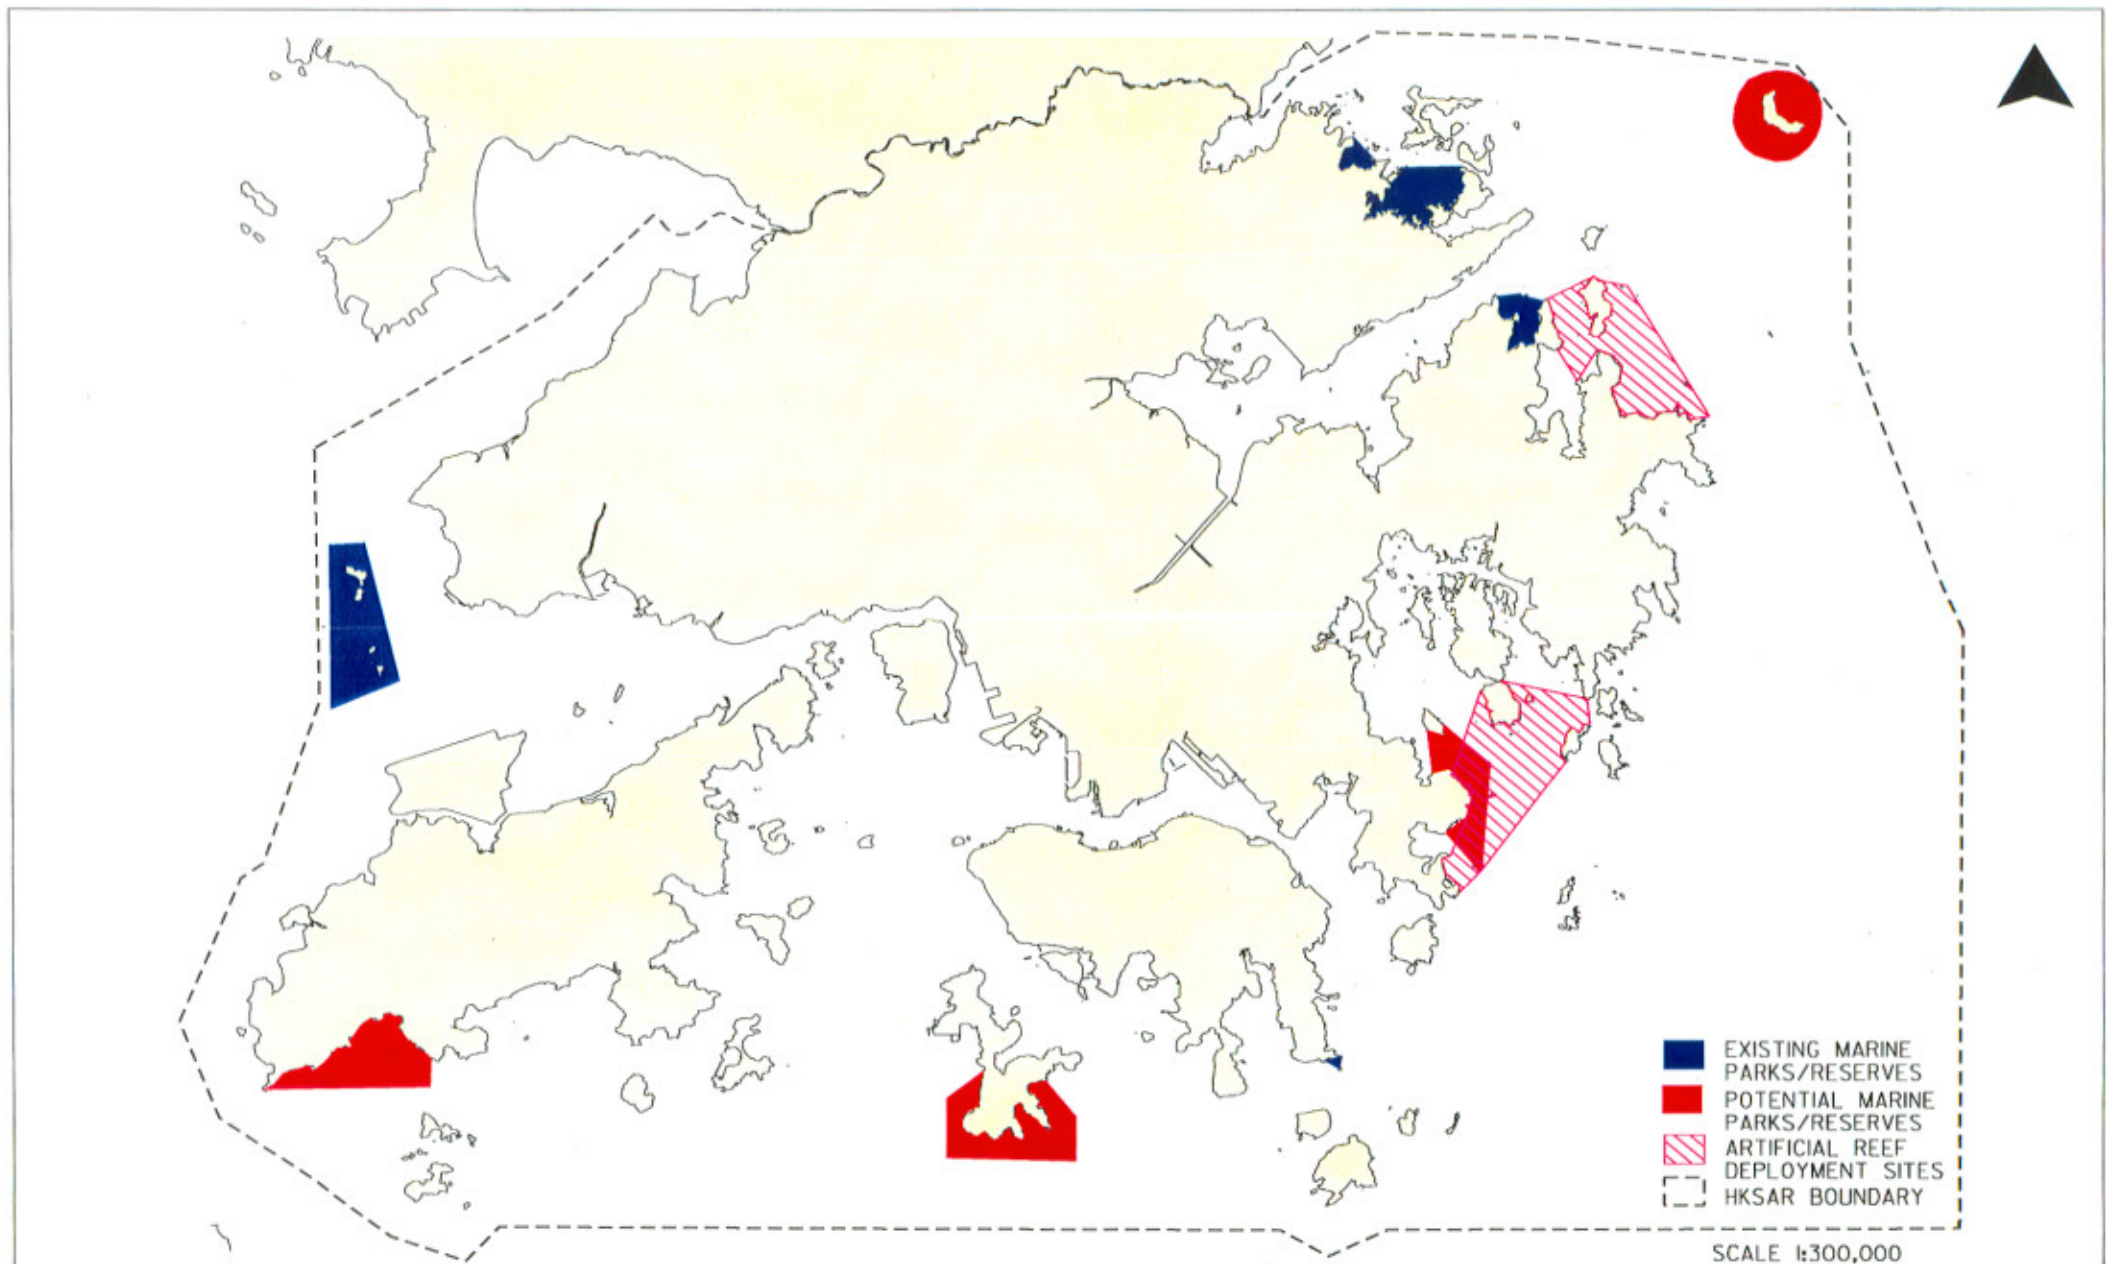 EXISTING MARINE
PARKS/RESERVES
POTENTIAL MARINE
PARKS/RESERVES
ARTIFICIAL REEF
DEPLOYMENT SITES
HKSAR BOUNDARY
SCALE 1:300,000